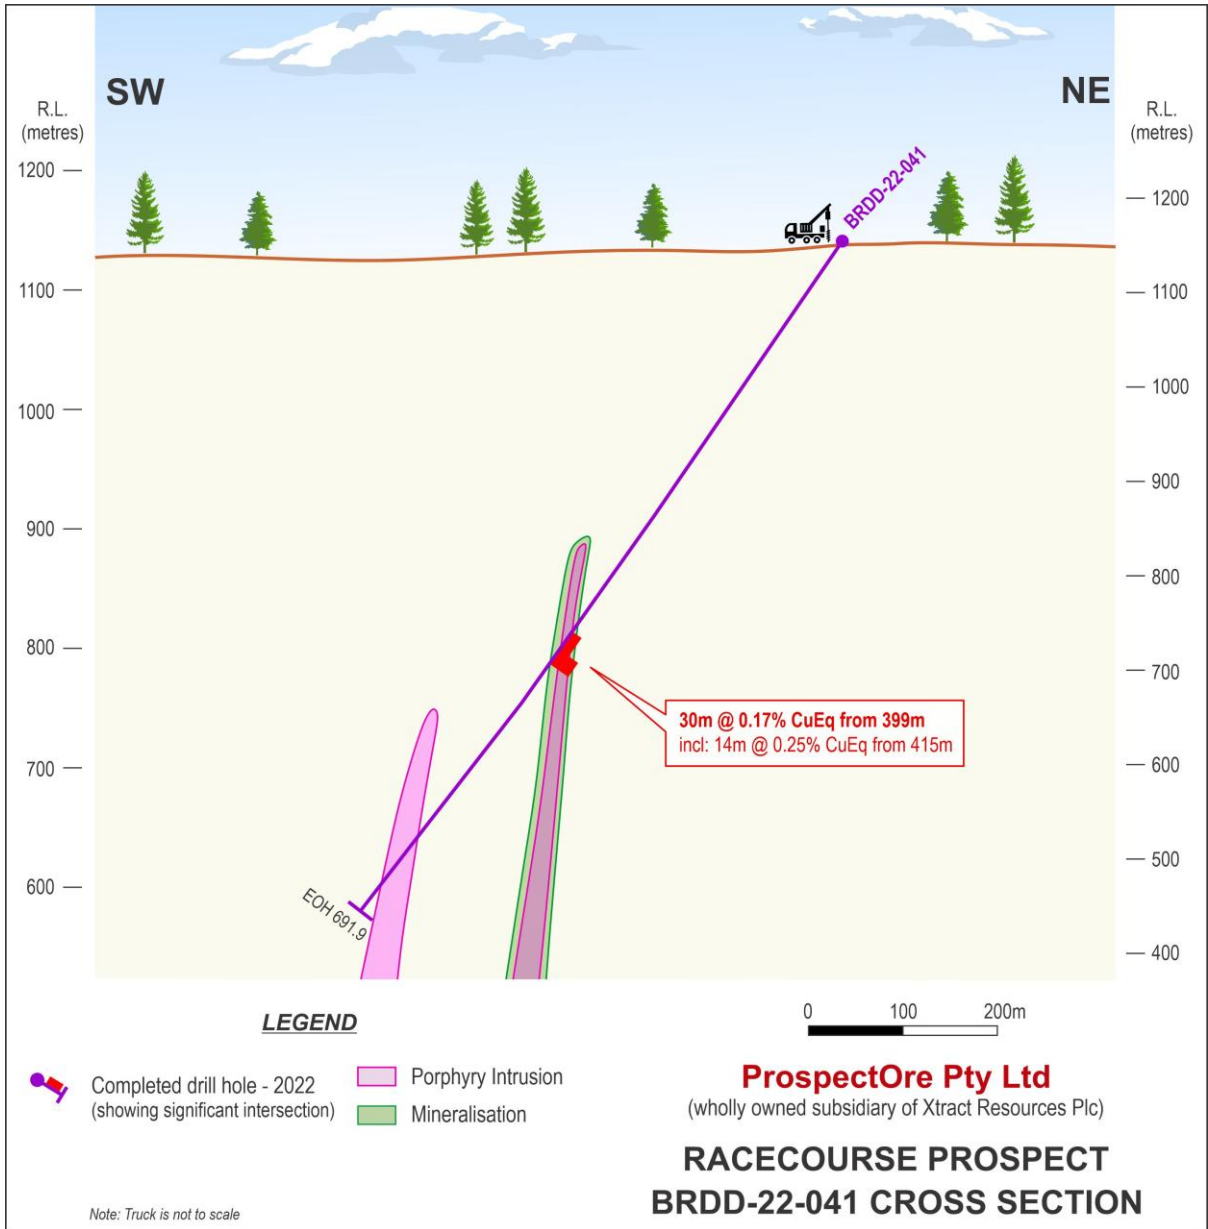 SW
NE
R.L.
(metres)
R.L.
(metres)
1200
1100
1000
900
800
700
600
1200
1100
1000
900
800
700
600
500
400
BRDD-22-041
30m @ 0.17% CuEq from 399m
incl: 14m @ 0.25% CuEq from 415m
EOH 691.9
LEGEND
Completed drill hole - 2022
(showing significant intersection)
Porphyry Intrusion
Mineralisation
Note: Truck is not to scale
0 100 200m
ProspectOre Pty Ltd
(wholly owned subsidiary of Xtract Resources Plc)
RACECOURSE PROSPECT
BRDD-22-041 CROSS SECTION